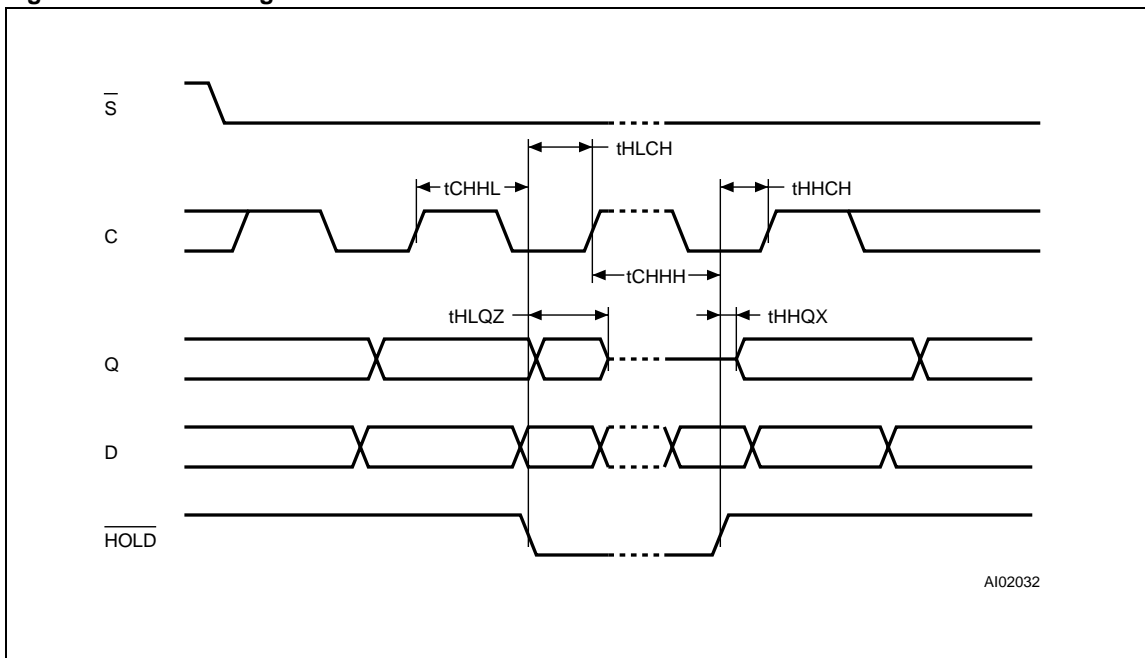 S
tHLCH
tCHHL
tHHCH
C
tCHHH
tHLQZ
tHHQX
Q
D
HOLD
AI02032